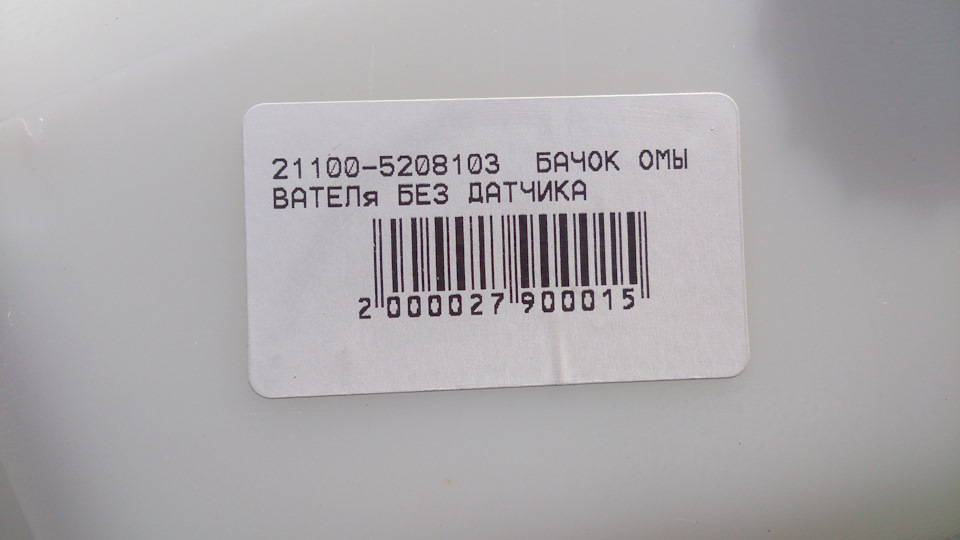 21100-5208103 БАЧОК ОМЫ
ВАТЕЛя БЕЗ ДАТЧИКА
2 000027 900015